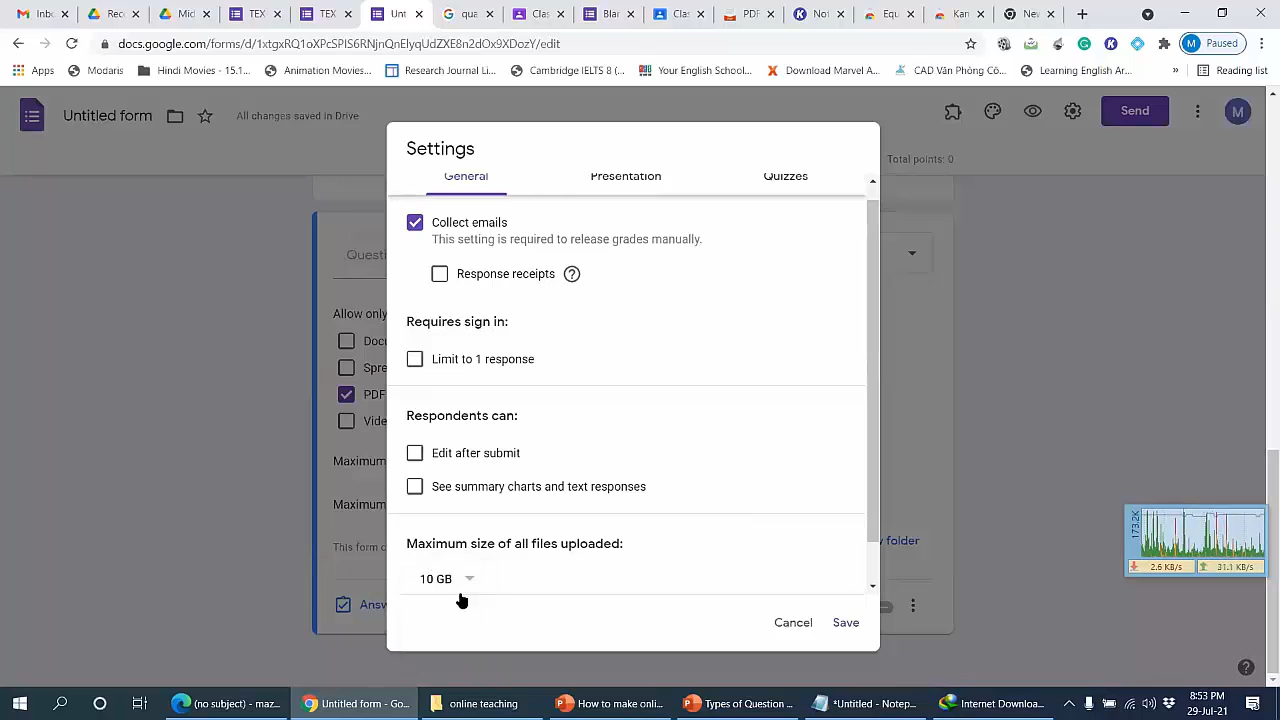 Inbo
Rec
Mic
TEX
TEX
Unt
qua
Clas
Blar
Clas
PDF
Not
Equ
Kan
Nev
docs.google.com/forms/d/1xtgxRQ1oXPcSPlS6RNjnQnElyqUdZXE8n2dOx9XDozY/edit
M Paused
Apps
Modaris
Hindi Movies - 15.1...
Animation Movies...
Research Journal Li...
Cambridge IELTS 8 (...
Your English School...
Download Marvel A...
CAD Văn Phòng Cô...
Learning English Ar...
»
Reading list
Untitled form
All changes saved in Drive
Send
M
Total points: 0
Settings
General
Presentation
Quizzes
Collect emails
This setting is required to release grades manually.
Response receipts
Requires sign in:
Limit to 1 response
Respondents can:
Edit after submit
See summary charts and text responses
Maximum size of all files uploaded:
10 GB
Cancel
Save
Questi
Allow only
Docu
Spre
PDF
Vide
Maximum
Maximum
This form c
y folder
Answ
173.2K
2.6 KB/s
31.1 KB/s
(no subject) - maz...
Untitled form - Go...
online teaching
How to make onli...
Types of Question ...
*Untitled - Notep...
Internet Downloa...
8:53 PM
29-Jul-21